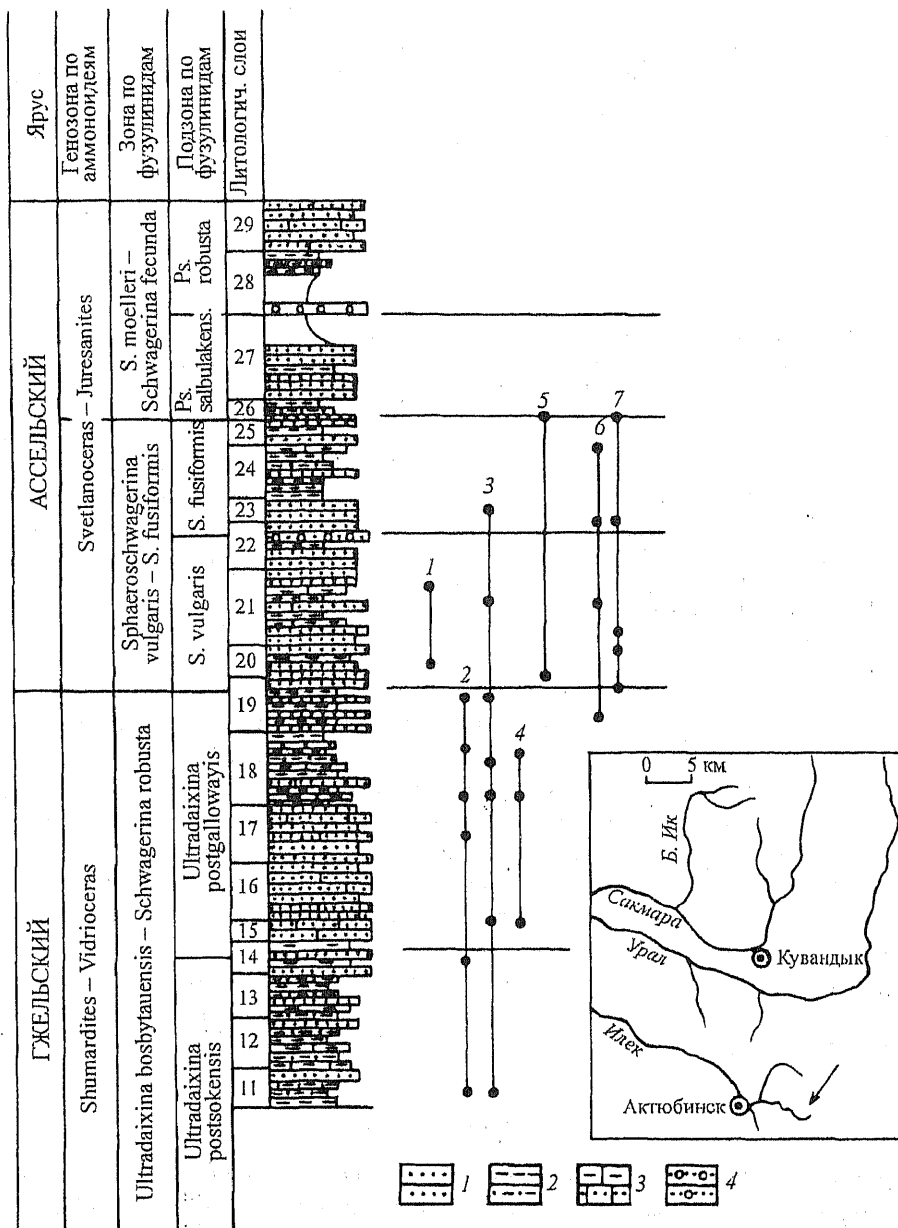 Ярус
Генозона по
аммоноидеям
Зона по
фузулинидам
Подзона по
фузулинидам
Литологич. слои
АССЕЛЬСКИЙ
ГЖЕЛЬСКИЙ
Svetlanoceras – Juresanites
Shumardites – Vidrioceras
S. moelleri –
Schwagerina fecunda
Sphaeroschwagerina
vulgaris – S. fusiformis
Ultradaixina bosbytauensis – Schwagerina robusta
Ps.
robusta
Ps.
salbulakens.
S. fusiformis
S. vulgaris
Ultradaixina
postgallowayis
Ultradaixina
postsokensis
29
28
27
26
25
24
23
22
21
20
19
18
17
16
15
14
13
12
11
5
7
6
3
1
2
4
0 5 км
Б. Ик
Сакмара
Урал
Кувандык
Илек
Актюбинск
1
2
3
4